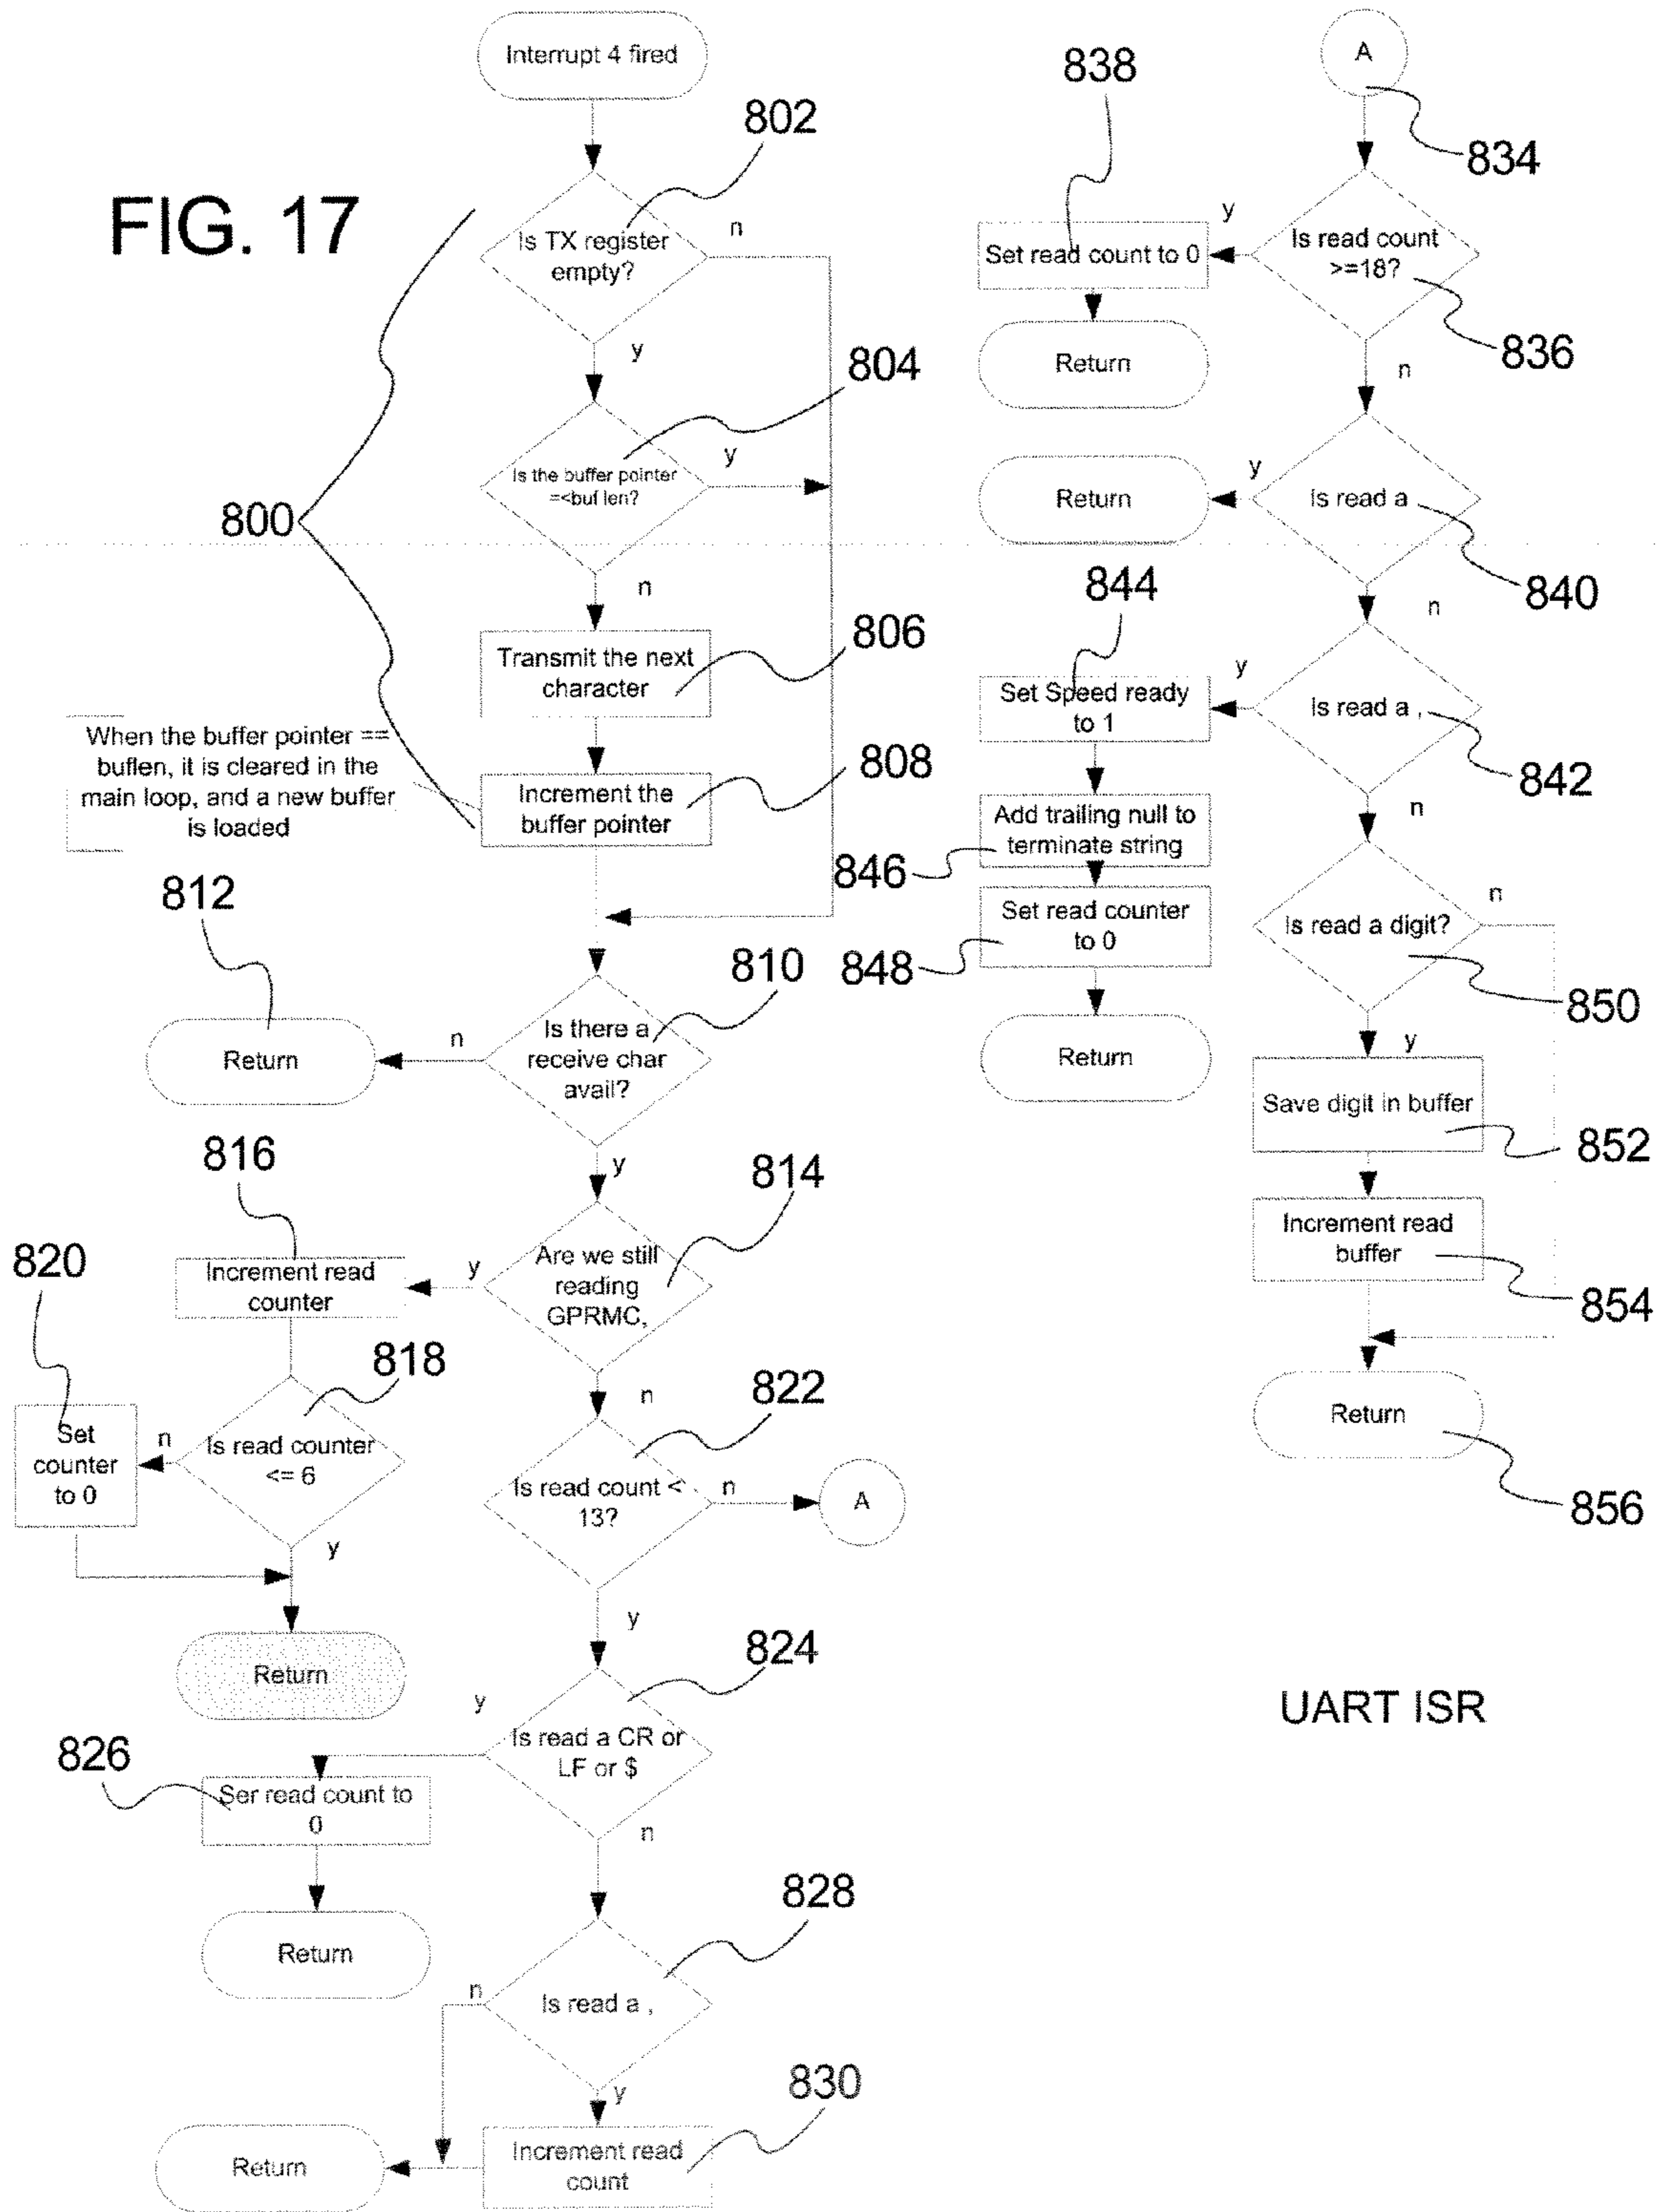 FIG. 17
Interrupt 4 fired
802
Is TX register
empty?
n
y
804
Is the buffer pointer
=<buf len?
y
n
800
806
Transmit the next
character
When the buffer pointer ==
buflen, it is cleared in the
main loop, and a new buffer
is loaded
808
Increment the
buffer pointer
812
Return
n
810
Is there a
receive char
avail?
y
816
Increment read
counter
y
814
Are we still
reading
GPRMC,
n
820
Set
counter
to 0
n
818
Is read counter
<= 6
y
Return
822
Is read count <
13?
n
A
y
824
Is read a CR or
LF or $
y
826
Ser read count to
0
Return
n
828
Is read a ,
n
y
830
Increment read
count
Return
A
834
838
Set read count to 0
y
Is read count
>=18?
836
Return
n
Return
y
Is read a
840
n
844
Set Speed ready
to 1
y
Is read a ,
842
n
846
Add trailing null to
terminate string
848
Set read counter
to 0
Return
Is read a digit?
n
850
y
Save digit in buffer
852
Increment read
buffer
854
Return
856
UART ISR